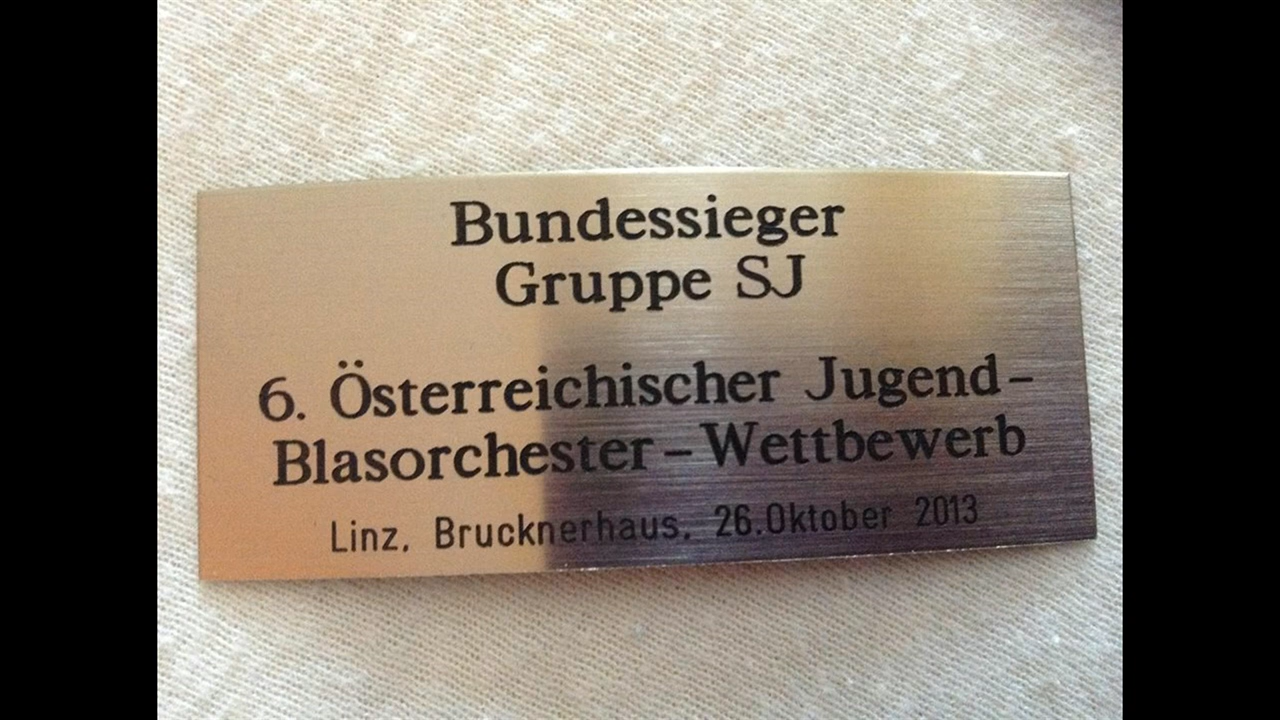 Bundessieger
Gruppe SJ
6. Österreichischer Jugend-
Blasorchester-Wettbewerb
Linz, Brucknerhaus, 26.Oktober 2013